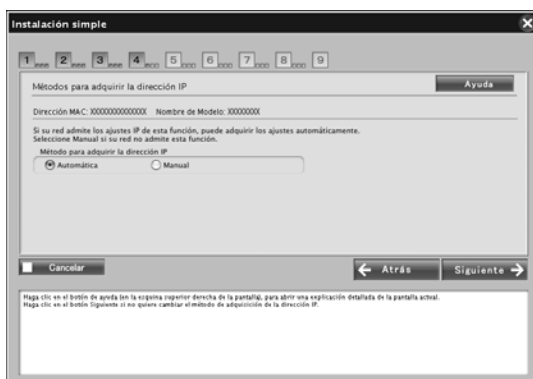 Instalación simple
1 2 3 4 5 6 7 8 9
Métodos para adquirir la dirección IP
Ayuda
Dirección MAC: XXXXXXXXXXXXXX Nombre de Modelo: XXXXXXXX
Si su red admite los ajustes IP de esta función, puede adquirir los ajustes automáticamente.
Seleccione Manual si su red no admite esta función.
Método para adquirir la dirección IP
Automática Manual
Cancelar
Atrás
Siguiente
Haga clic en el botón de ayuda (en la esquina superior derecha de la pantalla), para abrir una explicación detallada de la pantalla actual.
Haga clic en el botón Siguiente si no quiere cambiar el método de adquisición de la dirección IP.